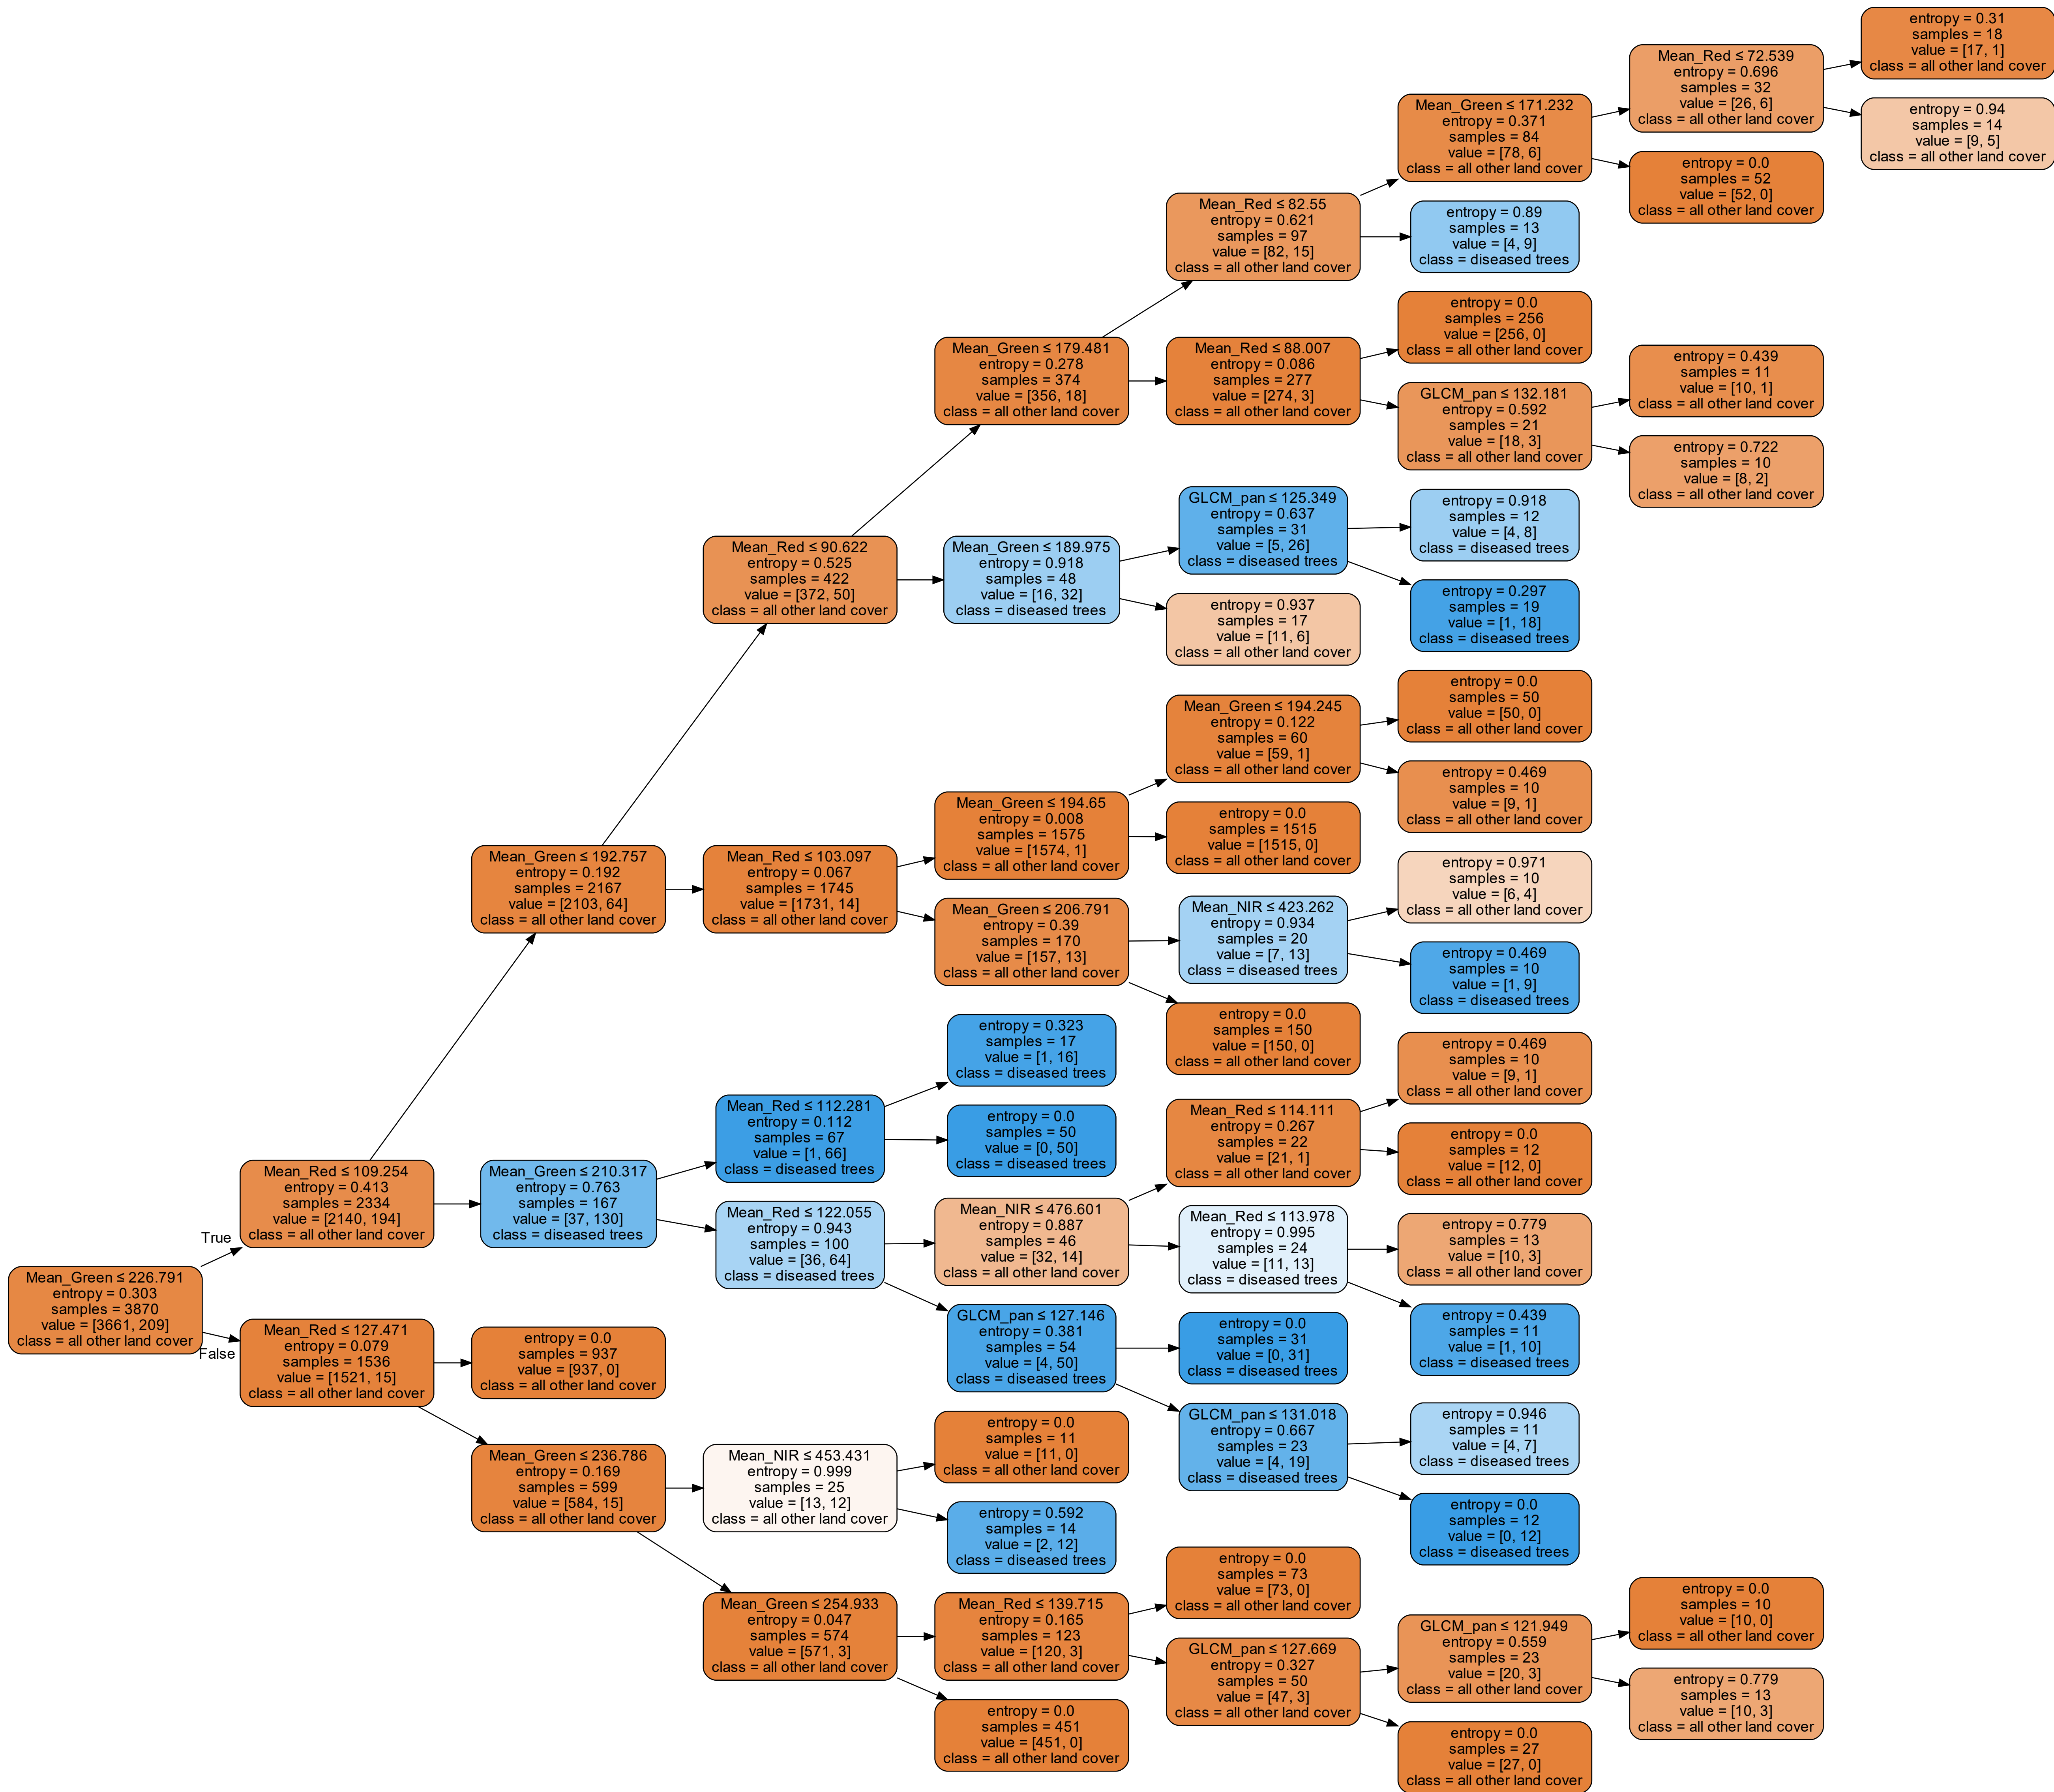 Mean_Green ≤ 226.791
entropy = 0.303
samples = 3870
value = [3661, 209]
class = all other land cover
True
False
Mean_Red ≤ 109.254
entropy = 0.413
samples = 2334
value = [2140, 194]
class = all other land cover
Mean_Red ≤ 127.471
entropy = 0.079
samples = 1536
value = [1521, 15]
class = all other land cover
Mean_Green ≤ 192.757
entropy = 0.192
samples = 2167
value = [2103, 64]
class = all other land cover
Mean_Green ≤ 210.317
entropy = 0.763
samples = 167
value = [37, 130]
class = diseased trees
entropy = 0.0
samples = 937
value = [937, 0]
class = all other land cover
Mean_Green ≤ 236.786
entropy = 0.169
samples = 599
value = [584, 15]
class = all other land cover
Mean_Red ≤ 90.622
entropy = 0.525
samples = 422
value = [372, 50]
class = all other land cover
Mean_Red ≤ 103.097
entropy = 0.067
samples = 1745
value = [1731, 14]
class = all other land cover
Mean_Red ≤ 112.281
entropy = 0.112
samples = 67
value = [1, 66]
class = diseased trees
Mean_Red ≤ 122.055
entropy = 0.943
samples = 100
value = [36, 64]
class = diseased trees
Mean_NIR ≤ 453.431
entropy = 0.999
samples = 25
value = [13, 12]
class = all other land cover
Mean_Green ≤ 254.933
entropy = 0.047
samples = 574
value = [571, 3]
class = all other land cover
Mean_Green ≤ 179.481
entropy = 0.278
samples = 374
value = [356, 18]
class = all other land cover
Mean_Green ≤ 189.975
entropy = 0.918
samples = 48
value = [16, 32]
class = diseased trees
Mean_Green ≤ 194.65
entropy = 0.008
samples = 1575
value = [1574, 1]
class = all other land cover
Mean_Green ≤ 206.791
entropy = 0.39
samples = 170
value = [157, 13]
class = all other land cover
entropy = 0.323
samples = 17
value = [1, 16]
class = diseased trees
entropy = 0.0
samples = 50
value = [0, 50]
class = diseased trees
Mean_NIR ≤ 476.601
entropy = 0.887
samples = 46
value = [32, 14]
class = all other land cover
GLCM_pan ≤ 127.146
entropy = 0.381
samples = 54
value = [4, 50]
class = diseased trees
entropy = 0.0
samples = 11
value = [11, 0]
class = all other land cover
entropy = 0.592
samples = 14
value = [2, 12]
class = diseased trees
Mean_Red ≤ 139.715
entropy = 0.165
samples = 123
value = [120, 3]
class = all other land cover
entropy = 0.0
samples = 451
value = [451, 0]
class = all other land cover
Mean_Red ≤ 82.55
entropy = 0.621
samples = 97
value = [82, 15]
class = all other land cover
Mean_Red ≤ 88.007
entropy = 0.086
samples = 277
value = [274, 3]
class = all other land cover
GLCM_pan ≤ 125.349
entropy = 0.637
samples = 31
value = [5, 26]
class = diseased trees
entropy = 0.937
samples = 17
value = [11, 6]
class = all other land cover
Mean_Green ≤ 194.245
entropy = 0.122
samples = 60
value = [59, 1]
class = all other land cover
entropy = 0.0
samples = 1515
value = [1515, 0]
class = all other land cover
Mean_NIR ≤ 423.262
entropy = 0.934
samples = 20
value = [7, 13]
class = diseased trees
entropy = 0.0
samples = 150
value = [150, 0]
class = all other land cover
Mean_Red ≤ 114.111
entropy = 0.267
samples = 22
value = [21, 1]
class = all other land cover
Mean_Red ≤ 113.978
entropy = 0.995
samples = 24
value = [11, 13]
class = diseased trees
entropy = 0.0
samples = 31
value = [0, 31]
class = diseased trees
GLCM_pan ≤ 131.018
entropy = 0.667
samples = 23
value = [4, 19]
class = diseased trees
entropy = 0.0
samples = 73
value = [73, 0]
class = all other land cover
GLCM_pan ≤ 127.669
entropy = 0.327
samples = 50
value = [47, 3]
class = all other land cover
Mean_Green ≤ 171.232
entropy = 0.371
samples = 84
value = [78, 6]
class = all other land cover
entropy = 0.89
samples = 13
value = [4, 9]
class = diseased trees
entropy = 0.0
samples = 256
value = [256, 0]
class = all other land cover
GLCM_pan ≤ 132.181
entropy = 0.592
samples = 21
value = [18, 3]
class = all other land cover
entropy = 0.918
samples = 12
value = [4, 8]
class = diseased trees
entropy = 0.297
samples = 19
value = [1, 18]
class = diseased trees
entropy = 0.0
samples = 50
value = [50, 0]
class = all other land cover
entropy = 0.469
samples = 10
value = [9, 1]
class = all other land cover
entropy = 0.971
samples = 10
value = [6, 4]
class = all other land cover
entropy = 0.469
samples = 10
value = [1, 9]
class = diseased trees
entropy = 0.469
samples = 10
value = [9, 1]
class = all other land cover
entropy = 0.0
samples = 12
value = [12, 0]
class = all other land cover
entropy = 0.779
samples = 13
value = [10, 3]
class = all other land cover
entropy = 0.439
samples = 11
value = [1, 10]
class = diseased trees
entropy = 0.946
samples = 11
value = [4, 7]
class = diseased trees
entropy = 0.0
samples = 12
value = [0, 12]
class = diseased trees
GLCM_pan ≤ 121.949
entropy = 0.559
samples = 23
value = [20, 3]
class = all other land cover
entropy = 0.0
samples = 27
value = [27, 0]
class = all other land cover
Mean_Red ≤ 72.539
entropy = 0.696
samples = 32
value = [26, 6]
class = all other land cover
entropy = 0.0
samples = 52
value = [52, 0]
class = all other land cover
entropy = 0.439
samples = 11
value = [10, 1]
class = all other land cover
entropy = 0.722
samples = 10
value = [8, 2]
class = all other land cover
entropy = 0.0
samples = 10
value = [10, 0]
class = all other land cover
entropy = 0.779
samples = 13
value = [10, 3]
class = all other land cover
entropy = 0.31
samples = 18
value = [17, 1]
class = all other land cover
entropy = 0.94
samples = 14
value = [9, 5]
class = all other land cover